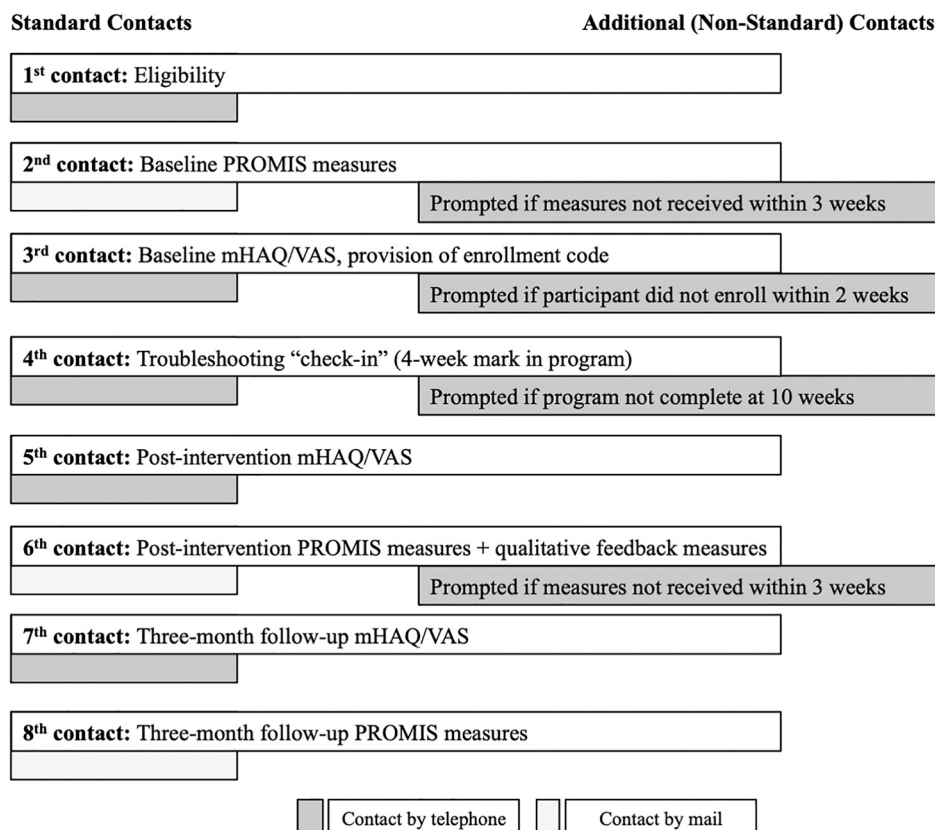 Standard Contacts
Additional (Non-Standard) Contacts
1st contact: Eligibility
2nd contact: Baseline PROMIS measures
Prompted if measures not received within 3 weeks
3rd contact: Baseline mHAQ/VAS, provision of enrollment code
Prompted if participant did not enroll within 2 weeks
4th contact: Troubleshooting “check-in” (4-week mark in program)
Prompted if program not complete at 10 weeks
5th contact: Post-intervention mHAQ/VAS
6th contact: Post-intervention PROMIS measures + qualitative feedback measures
Prompted if measures not received within 3 weeks
7th contact: Three-month follow-up mHAQ/VAS
8th contact: Three-month follow-up PROMIS measures
Contact by telephone
Contact by mail